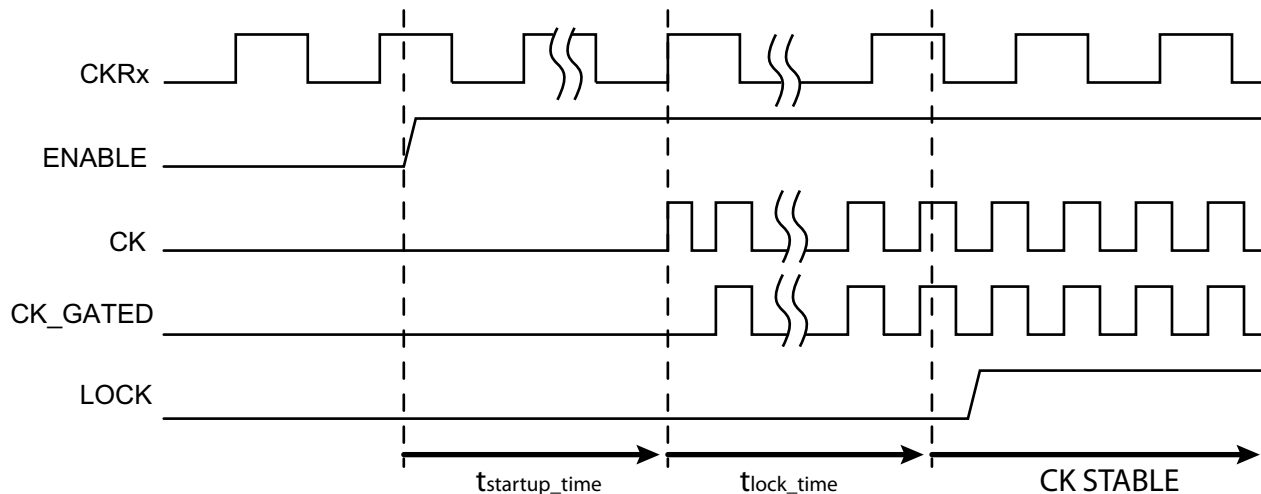 CKRx
ENABLE
CK
CK_GATED
LOCK
tstartup_time
tlock_time
CK STABLE